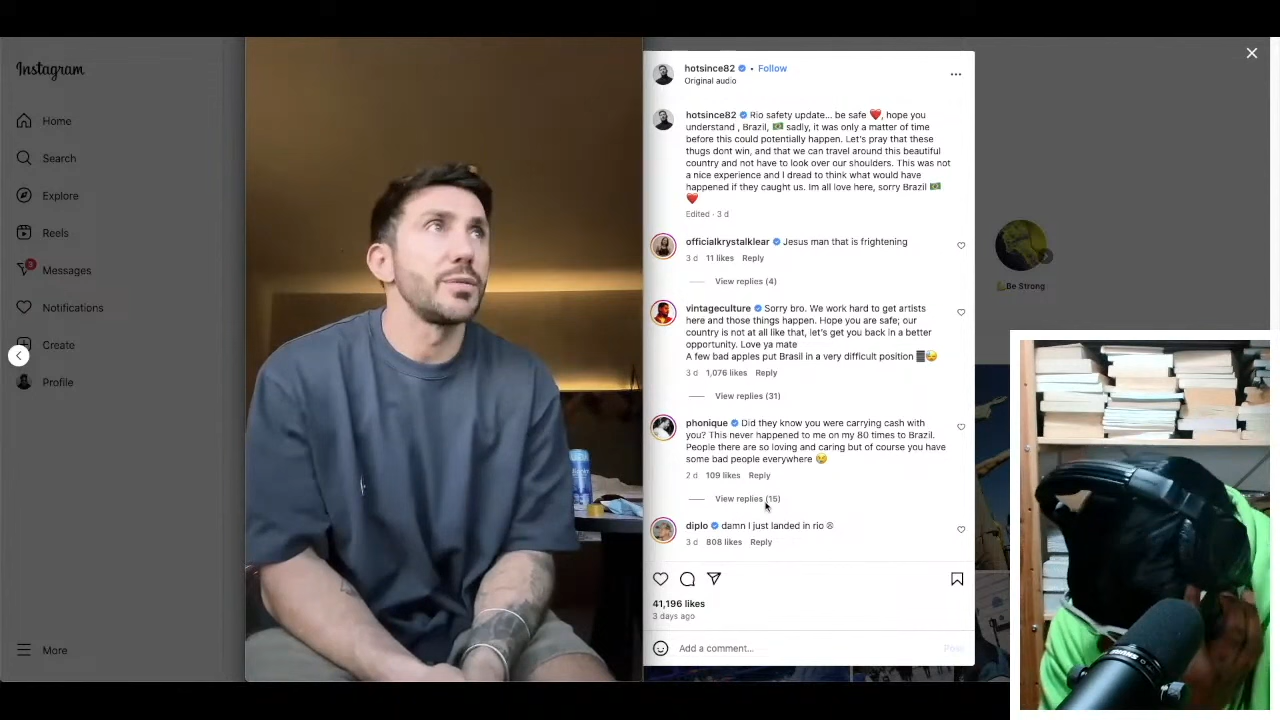 Instagram
Home
Search
Explore
Reels
3
Messages
Notifications
Create
Profile
More
hotsince82 • Follow
Original audio
hotsince82 Rio safety update... be safe ❤️, hope you
understand , Brazil, 💵 sadly, it was only a matter of time
before this could potentially happen. Let's pray that these
thugs dont win, and that we can travel around this beautiful
country and not have to look over our shoulders. This was not
a nice experience and I dread to think what would have
happened if they caught us. Im all love here, sorry Brazil 💵
❤️
Edited · 3 d
officialkrystalklear Jesus man that is frightening
3 d 11 likes Reply
View replies (4)
vintageculture Sorry bro. We work hard to get artists
here and those things happen. Hope you are safe; our
country is not at all like that, let's get you back in a better
opportunity. Love ya mate
A few bad apples put Brasil in a very difficult position
3 d 1,076 likes Reply
View replies (31)
phonique Did they know you were carrying cash with
you? This never happened to me on my 80 times to Brazil.
People there are so loving and caring but of course you have
some bad people everywhere 😢
2 d 109 likes Reply
View replies (15)
diplo damn I just landed in rio ☹
3 d 808 likes Reply
41,196 likes
3 days ago
Add a comment...
Post
💪Be Strong